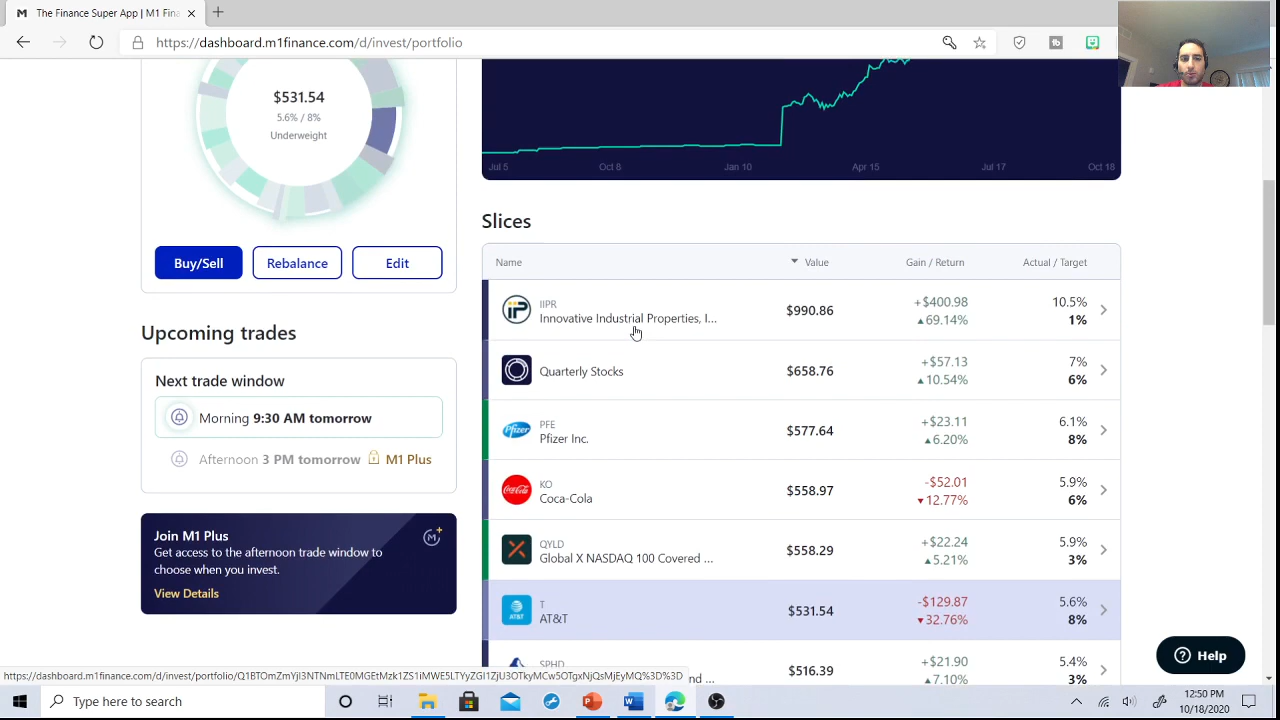 The Finance Super App | M1 Fina
https://dashboard.m1finance.com/d/invest/portfolio
$531.54
5.6% / 8%
Underweight
Buy/Sell
Rebalance
Edit
Upcoming trades
Next trade window
Morning 9:30 AM tomorrow
Afternoon 3 PM tomorrow M1 Plus
Join M1 Plus
Get access to the afternoon trade window to
choose when you invest.
View Details
Jul 5 Oct 8 Jan 10 Apr 15 Jul 17 Oct 18
Slices
Name Value Gain / Return Actual / Target
IIPR
Innovative Industrial Properties, I...
$990.86
+$400.98
69.14%
10.5%
1%
Quarterly Stocks
$658.76
+$57.13
10.54%
7%
6%
Pfizer
PFE
Pfizer Inc.
$577.64
+$23.11
6.20%
6.1%
8%
Coca-Cola
KO
Coca-Cola
$558.97
-$52.01
12.77%
5.9%
6%
QYLD
Global X NASDAQ 100 Covered ...
$558.29
+$22.24
5.21%
5.9%
3%
AT&T
T
AT&T
$531.54
-$129.87
32.76%
5.6%
8%
SPHD
nd ...
$516.39
+$21.90
7.10%
5.4%
3%
Help
Type here to search
12:50 PM
10/18/2020